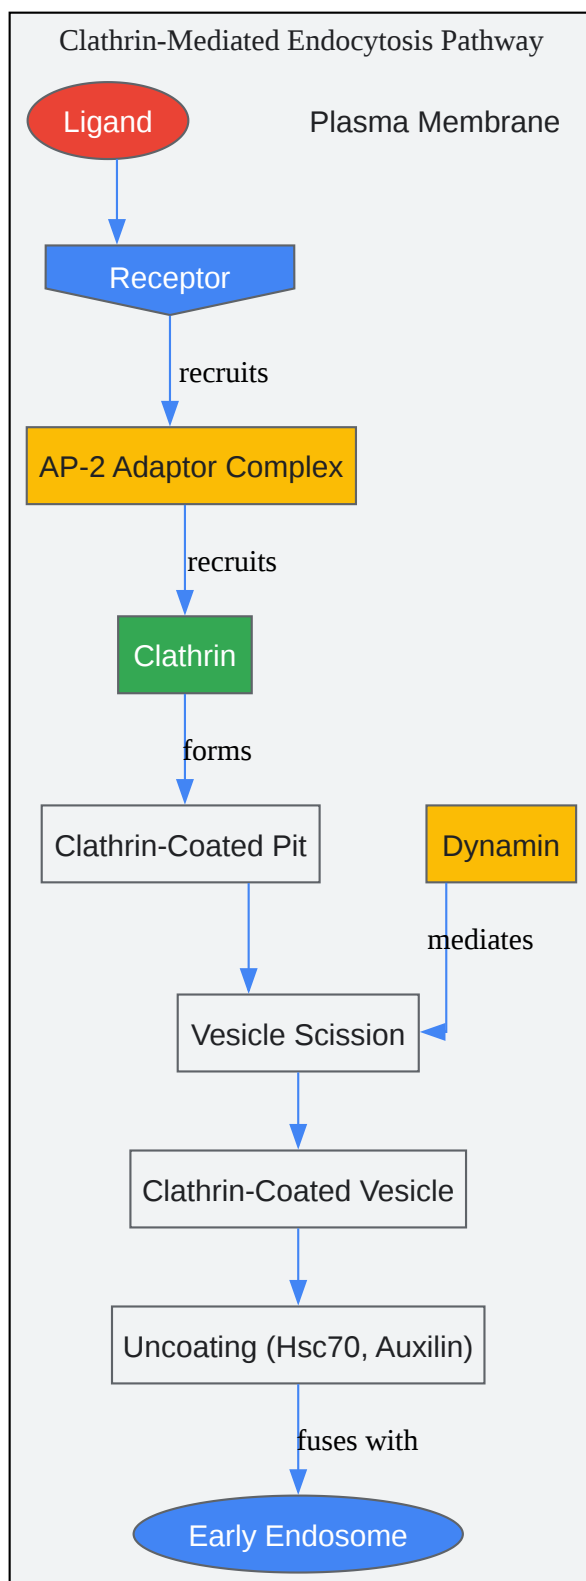 Clathrin-Mediated Endocytosis Pathway
Ligand
Plasma Membrane
Receptor
recruits
AP-2 Adaptor Complex
recruits
Clathrin
forms
Clathrin-Coated Pit
Dynamin
mediates
Vesicle Scission
Clathrin-Coated Vesicle
Uncoating (Hsc70, Auxilin)
fuses with
Early Endosome